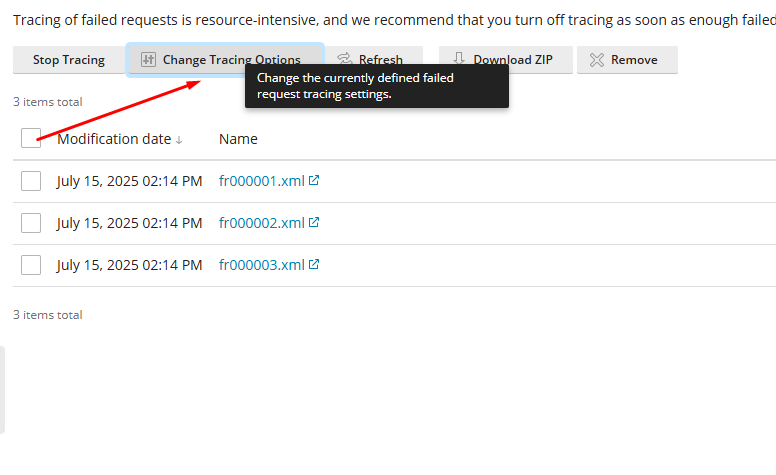 Tracing of failed requests is resource-intensive, and we recommend that you turn off tracing as soon as enough failed
Stop Tracing Change Tracing Options Refresh Download ZIP Remove
Change the currently defined failed
request tracing settings.
3 items total
Modification date ↓ Name
July 15, 2025 02:14 PM fr000001.xml
July 15, 2025 02:14 PM fr000002.xml
July 15, 2025 02:14 PM fr000003.xml
3 items total